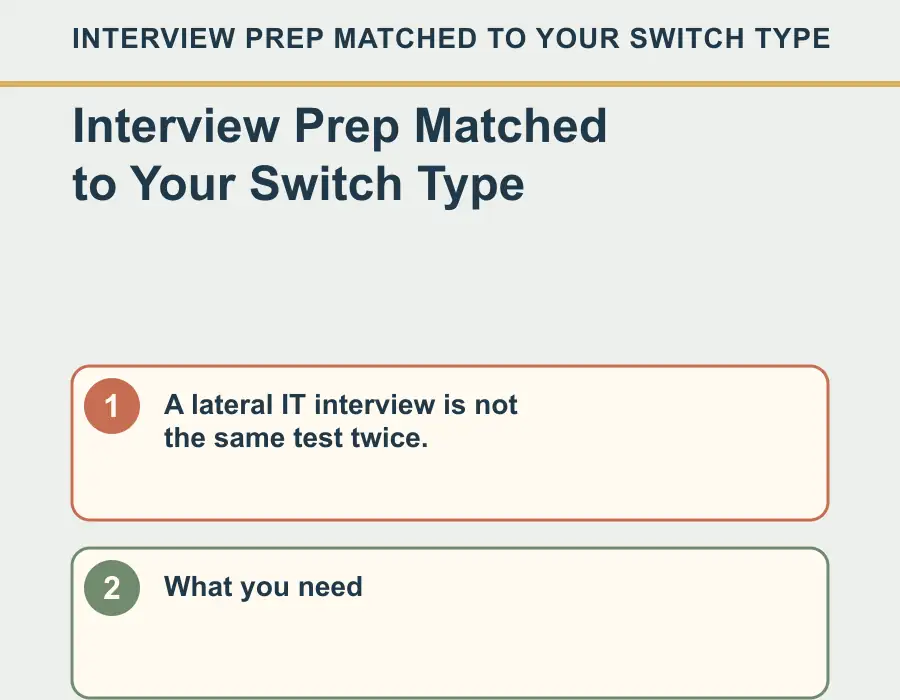 INTERVIEW PREP MATCHED TO YOUR SWITCH TYPE
Interview Prep Matched
to Your Switch Type
1
A lateral IT interview is not
the same test twice.
2
What you need